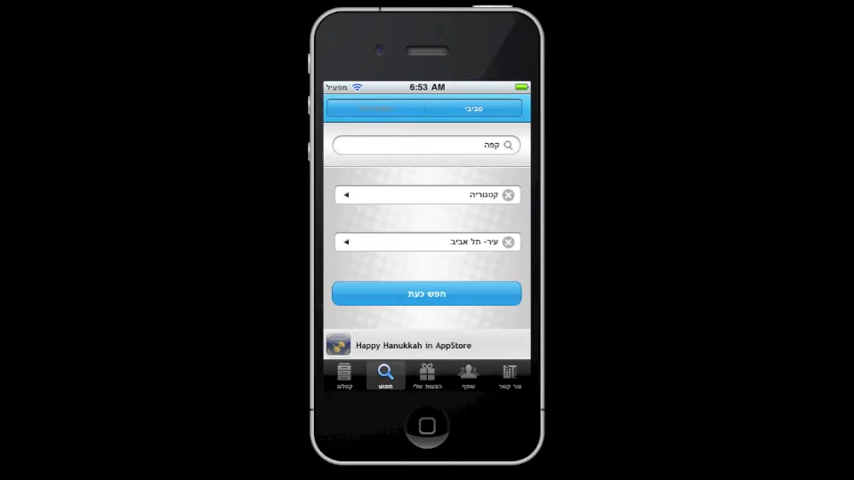 מפעיל 6:53 AM
סביבי
קפה
קטגוריה
עיר- תל אביב
חפש כעת
Happy Hanukkah in AppStore
קטלוג חפוש הצעות שלי שתף צור קשר